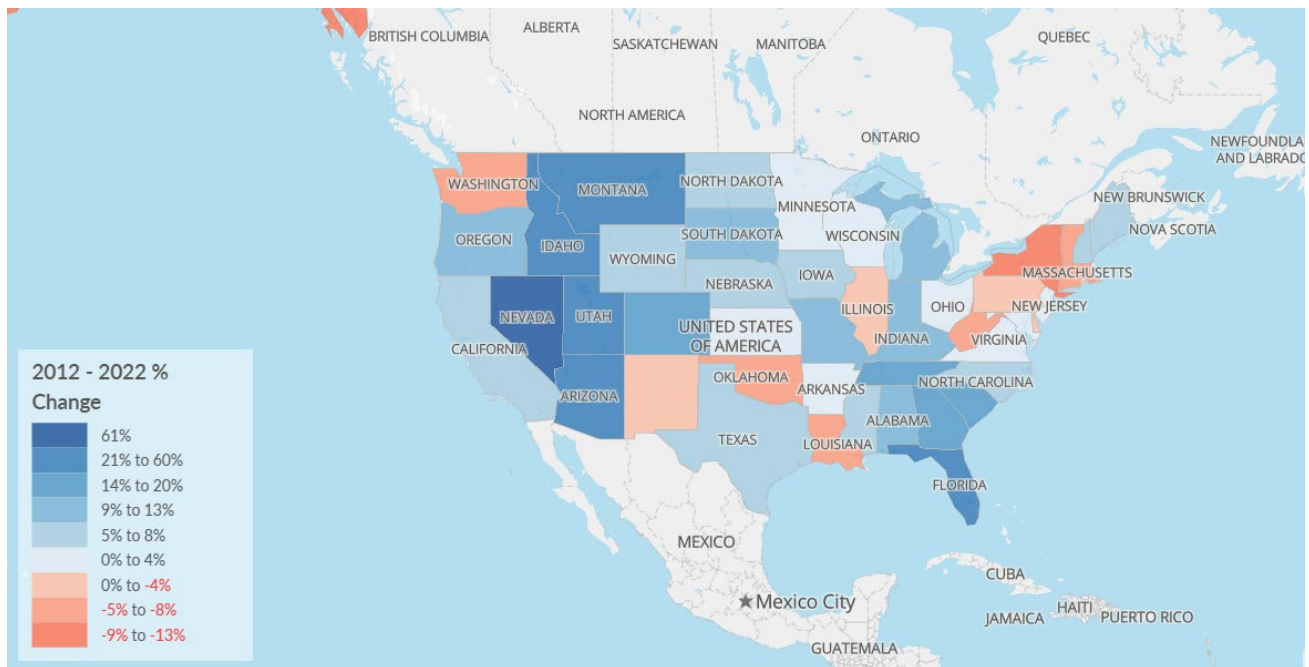 ALBERTA
BRITISH COLUMBIA
SASKATCHEWAN
MANITOBA
QUEBEC
NORTH AMERICA
ONTARIO
NEWFOUNDLA
AND LABRADO
WASHINGTON
MONTANA
NORTH DAKOTA
MINNESOTA
NEW BRUNSWICK
NOVA SCOTIA
OREGON
IDAHO
SOUTH DAKOTA
WISCONSIN
WYOMING
IOWA
MASSACHUSETTS
NEBRASKA
ILLINOIS
OHIO
NEW JERSEY
NEVADA
UTAH
UNITED STATES
OF AMERICA
INDIANA
VIRGINIA
CALIFORNIA
ARIZONA
OKLAHOMA
ARKANSAS
NORTH CAROLINA
TEXAS
LOUISIANA
ALABAMA
FLORIDA
MEXICO
Mexico City
CUBA
JAMAICA
HAITI
PUERTO RICO
GUATEMALA
2012 - 2022 %
Change
61%
21% to 60%
14% to 20%
9% to 13%
5% to 8%
0% to 4%
0% to -4%
-5% to -8%
-9% to -13%